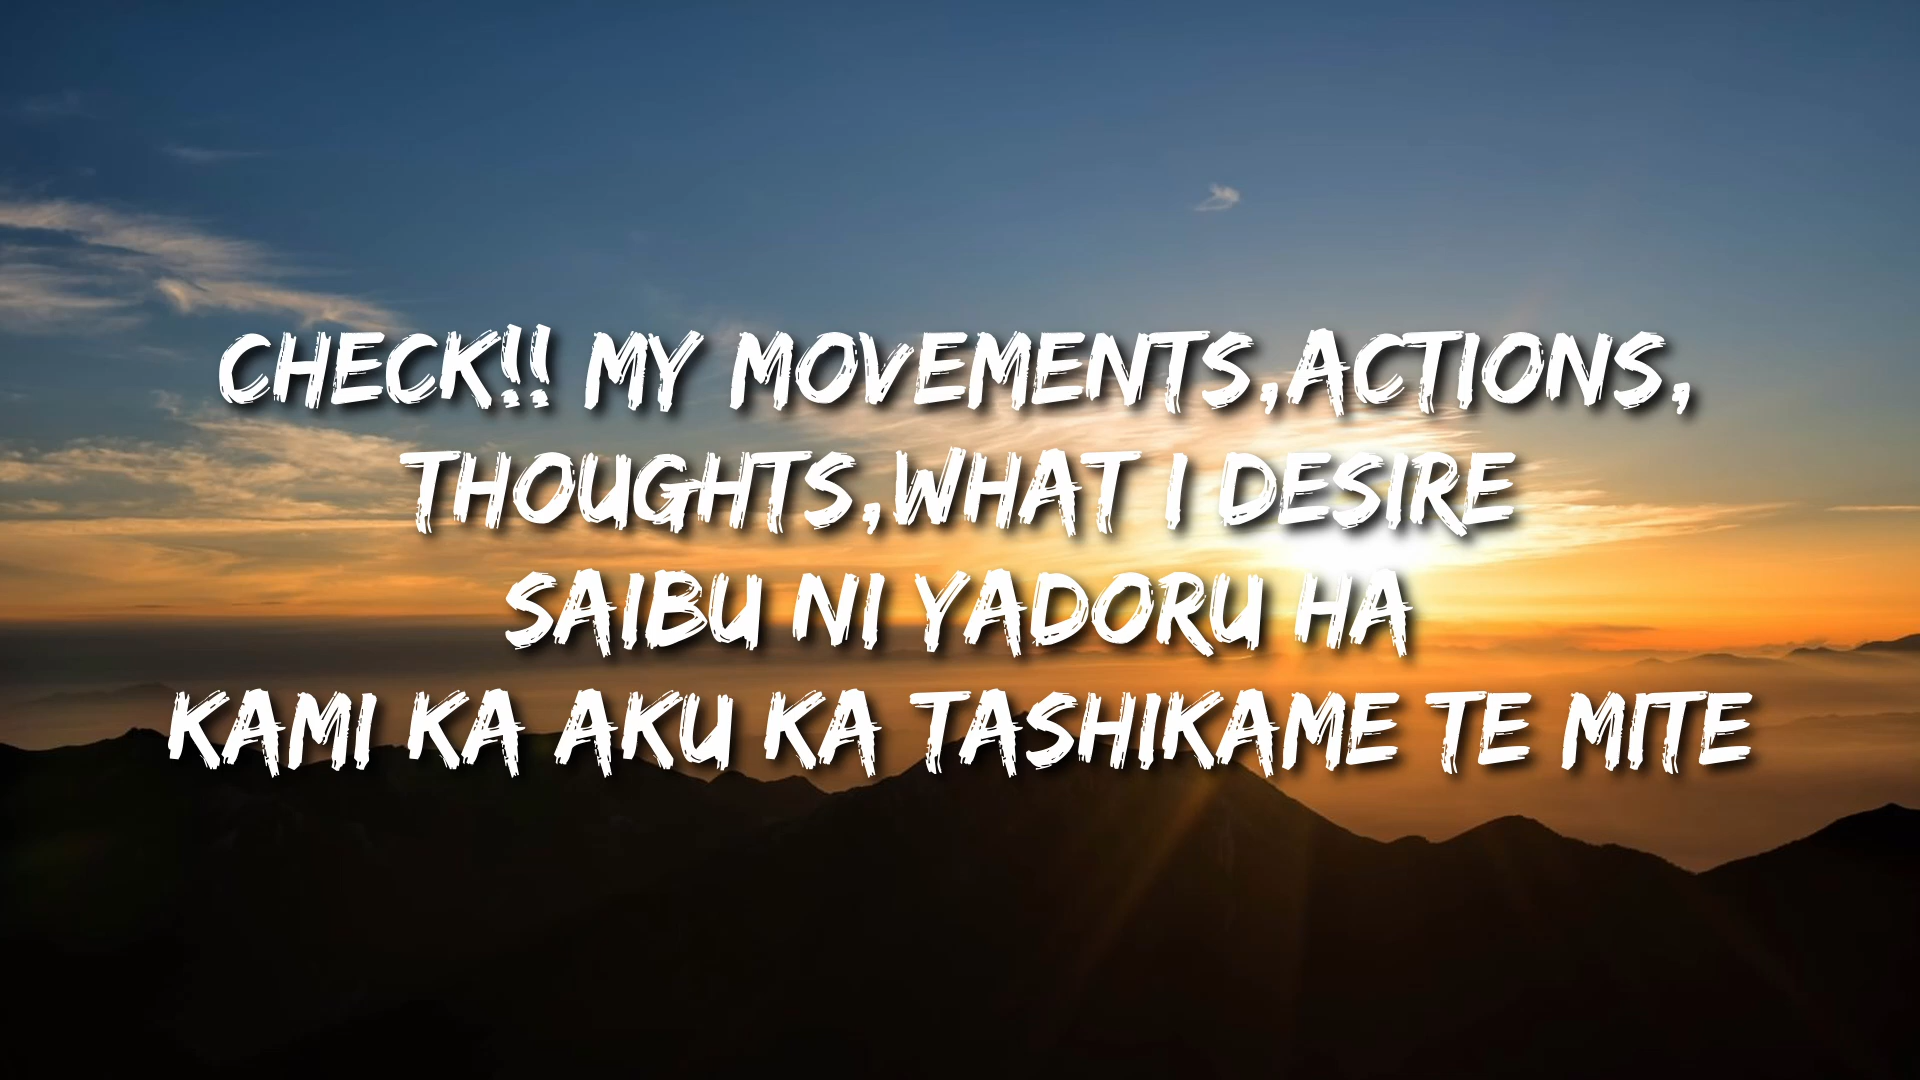 CHECK!! MY MOVEMENTS,ACTIONS,
THOUGHTS,WHAT I DESIRE
SAIBU NI YADORU HA
KAMI KA AKU KA TASHIKAME TE MITE